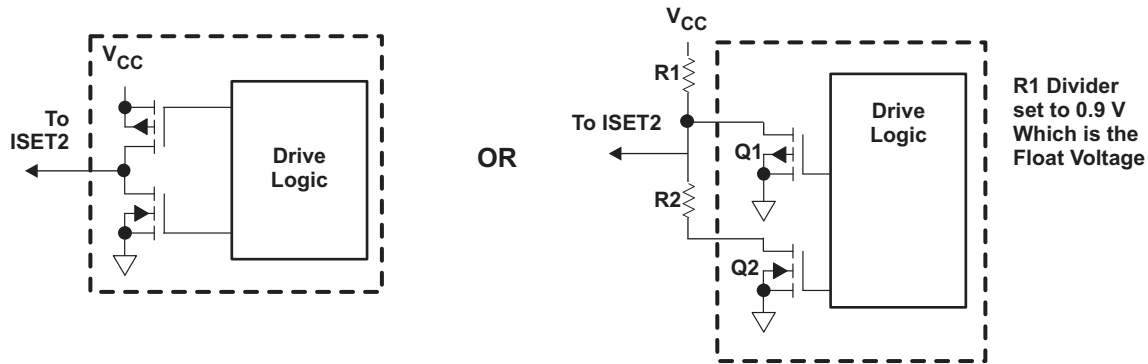 VCC
To
ISET2
Drive
Logic
OR
VCC
R1
To ISET2
R2
Q1
Q2
Drive
Logic
R1 Divider
set to 0.9 V
Which is the
Float Voltage